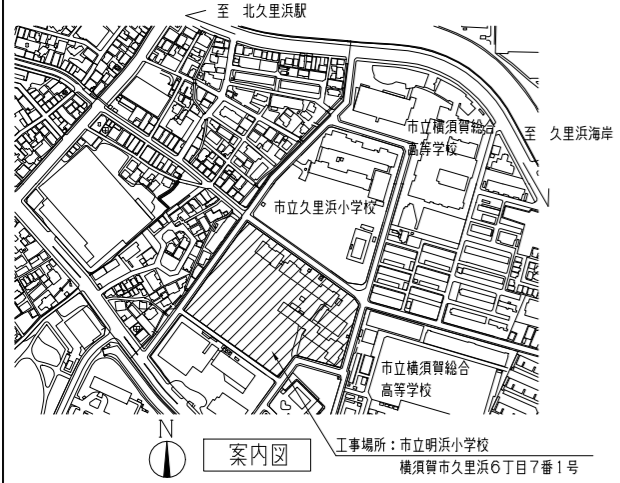 至 北久里浜駅
市立横須賀総合
高等学校
至 久里浜海岸
市立久里浜小学校
市立横須賀総合
高等学校
N
案内図
工事場所：市立明浜小学校
横須賀市久里浜6丁目7番1号